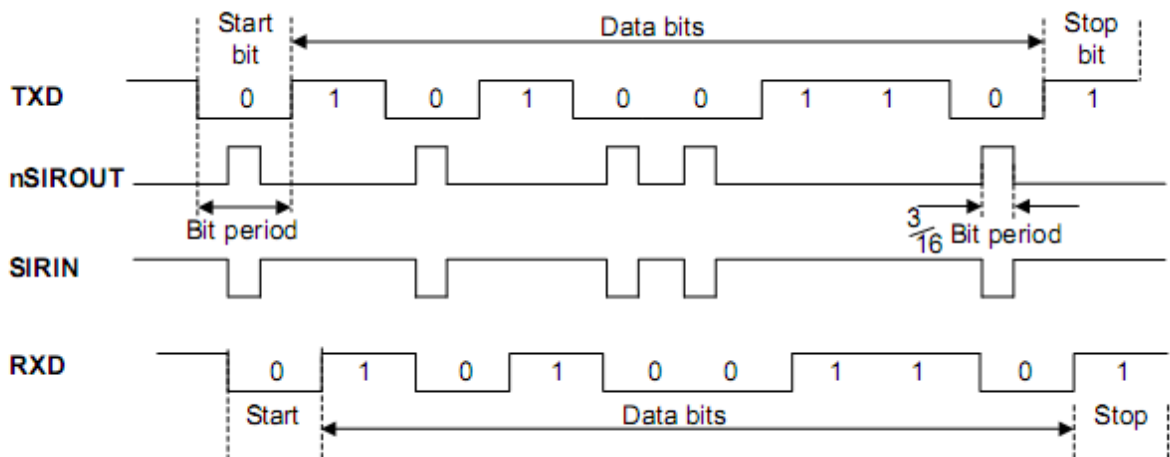 Start
bit
Data bits
Stop
bit
TXD
0 1 0 1 0 0 1 1 0 1
nSIROUT
Bit period
3/16 Bit period
SIRIN
RXD
0 1 0 1 0 0 1 1 0 1
Start Data bits Stop